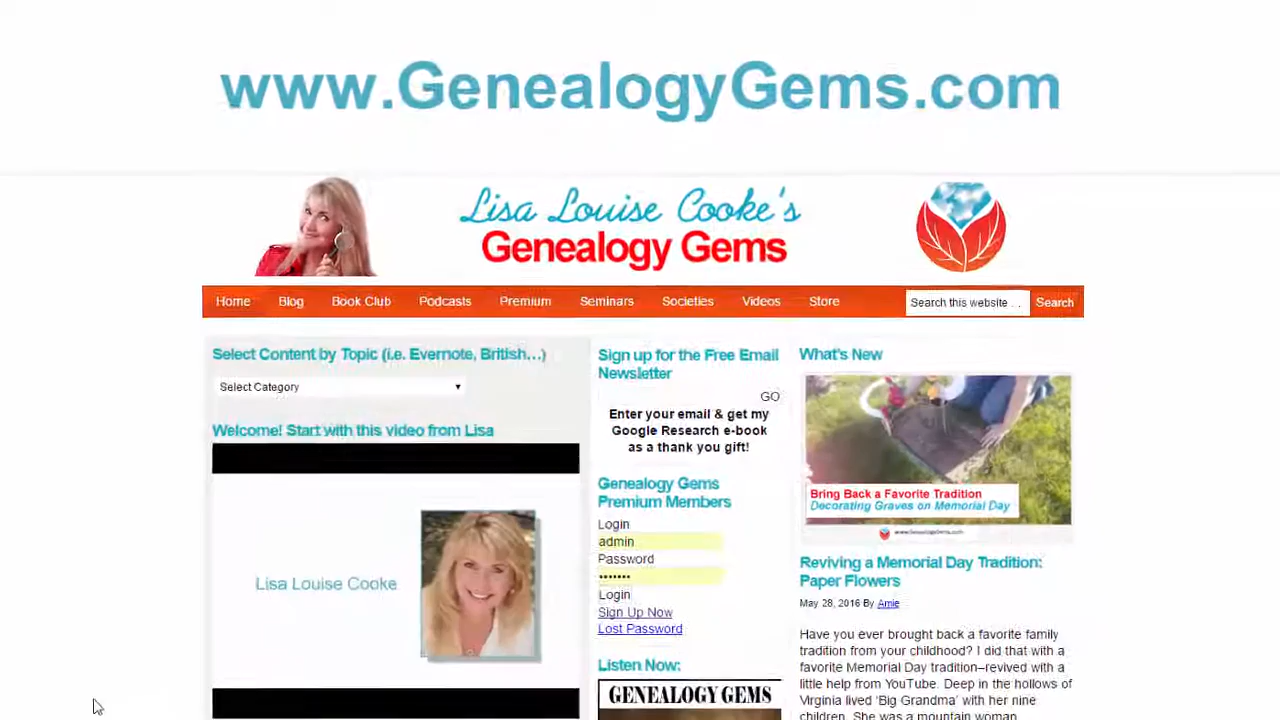 www.GenealogyGems.com
Lisa Louise Cooke's
Genealogy Gems
Home Blog Book Club Podcasts Premium Seminars Societies Videos Store Search this website ... Search
Select Content by Topic (i.e. Evernote, British...)
Select Category
Welcome! Start with this video from Lisa
Lisa Louise Cooke
Sign up for the Free Email
Newsletter
GO
Enter your email & get my
Google Research e-book
as a thank you gift!
Genealogy Gems
Premium Members
Login
admin
Password
•••••••
Login
Sign Up Now
Lost Password
Listen Now:
GENEALOGY GEMS
What's New
Bring Back a Favorite Tradition
Decorating Graves on Memorial Day
www.GenealogyGems.com
Reviving a Memorial Day Tradition:
Paper Flowers
May 28, 2016 By Amie
Have you ever brought back a favorite family
tradition from your childhood? I did that with a
favorite Memorial Day tradition–revived with a
little help from YouTube. Deep in the hollows of
Virginia lived 'Big Grandma' with her nine
children. She was a mountain woman